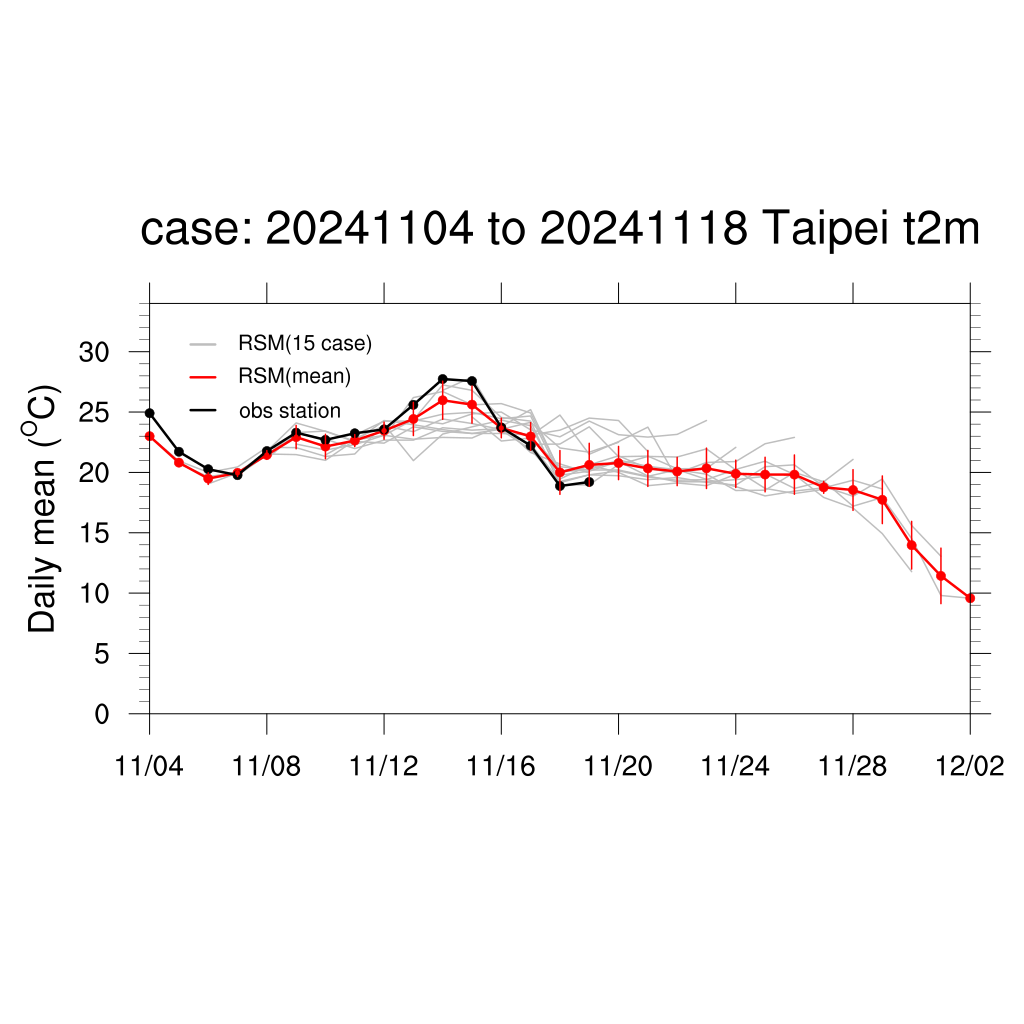 case: 20241104 to 20241118 Taipei t2m
RSM(15 case)
RSM(mean)
obs station
Daily mean (°C)
30
25
20
15
10
5
0
11/04 11/08 11/12 11/16 11/20 11/24 11/28 12/02